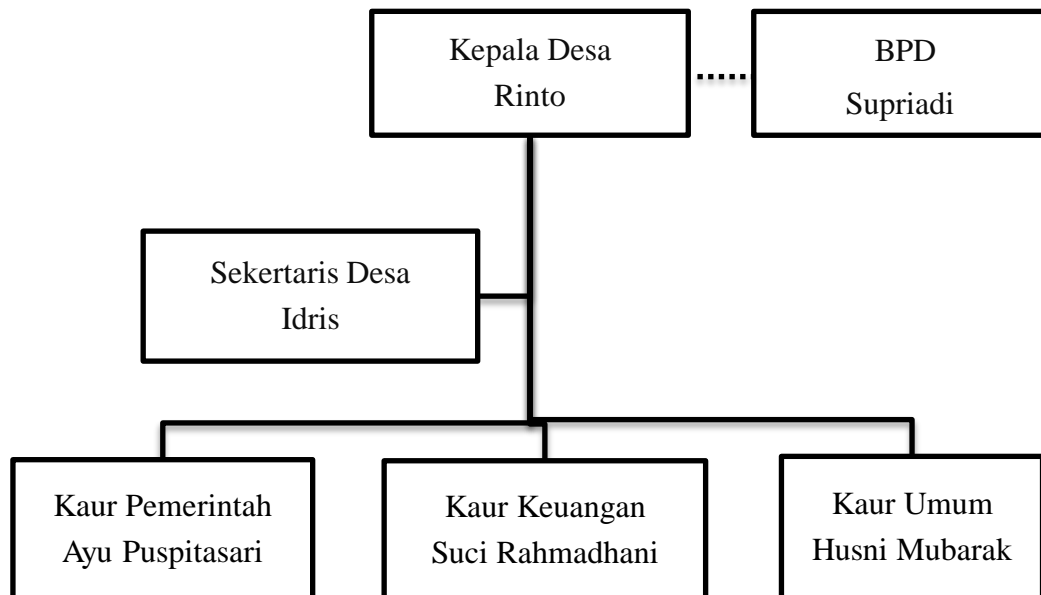 Kepala Desa
Rinto
BPD
Supriadi
Sekertaris Desa
Idris
Kaur Pemerintah
Ayu Puspitasari
Kaur Keuangan
Suci Rahmadhani
Kaur Umum
Husni Mubarak